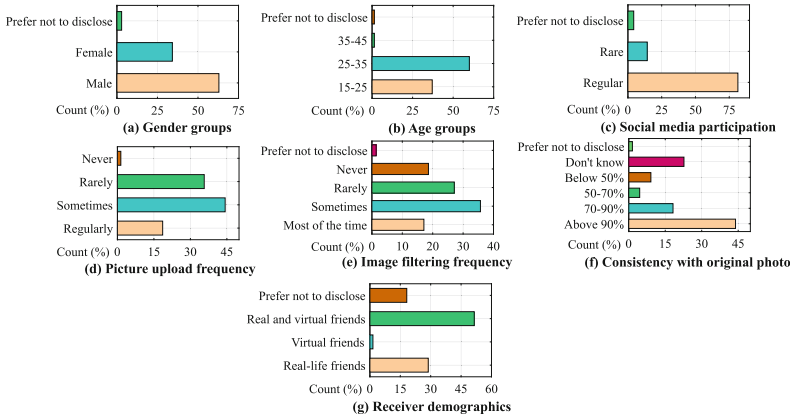 Prefer not to disclose
Female
Male
0 25 50 75
Count (%)
(a) Gender groups
Prefer not to disclose
35-45
25-35
15-25
0 25 50 75
Count (%)
(b) Age groups
Prefer not to disclose
Rare
Regular
0 25 50 75
Count (%)
(c) Social media participation
Never
Rarely
Sometimes
Regularly
0 15 30 45
Count (%)
(d) Picture upload frequency
Prefer not to disclose
Never
Rarely
Sometimes
Most of the time
0 10 20 30 40
Count (%)
(e) Image filtering frequency
Prefer not to disclose
Don't know
Below 50%
50-70%
70-90%
Above 90%
0 15 30 45
Count (%)
(f) Consistency with original photo
Prefer not to disclose
Real and virtual friends
Virtual friends
Real-life friends
Count (%) 0 15 30 45 60
(g) Receiver demographics